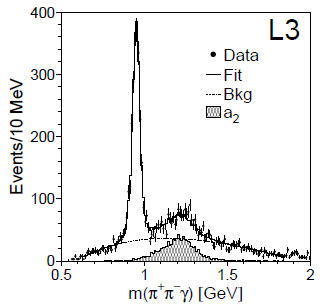 L3
400
300
200
100
0
Events/10 MeV
Data
Fit
Bkg
a₂
0.5
1
1.5
2
m(π⁺π⁻γ) [GeV]